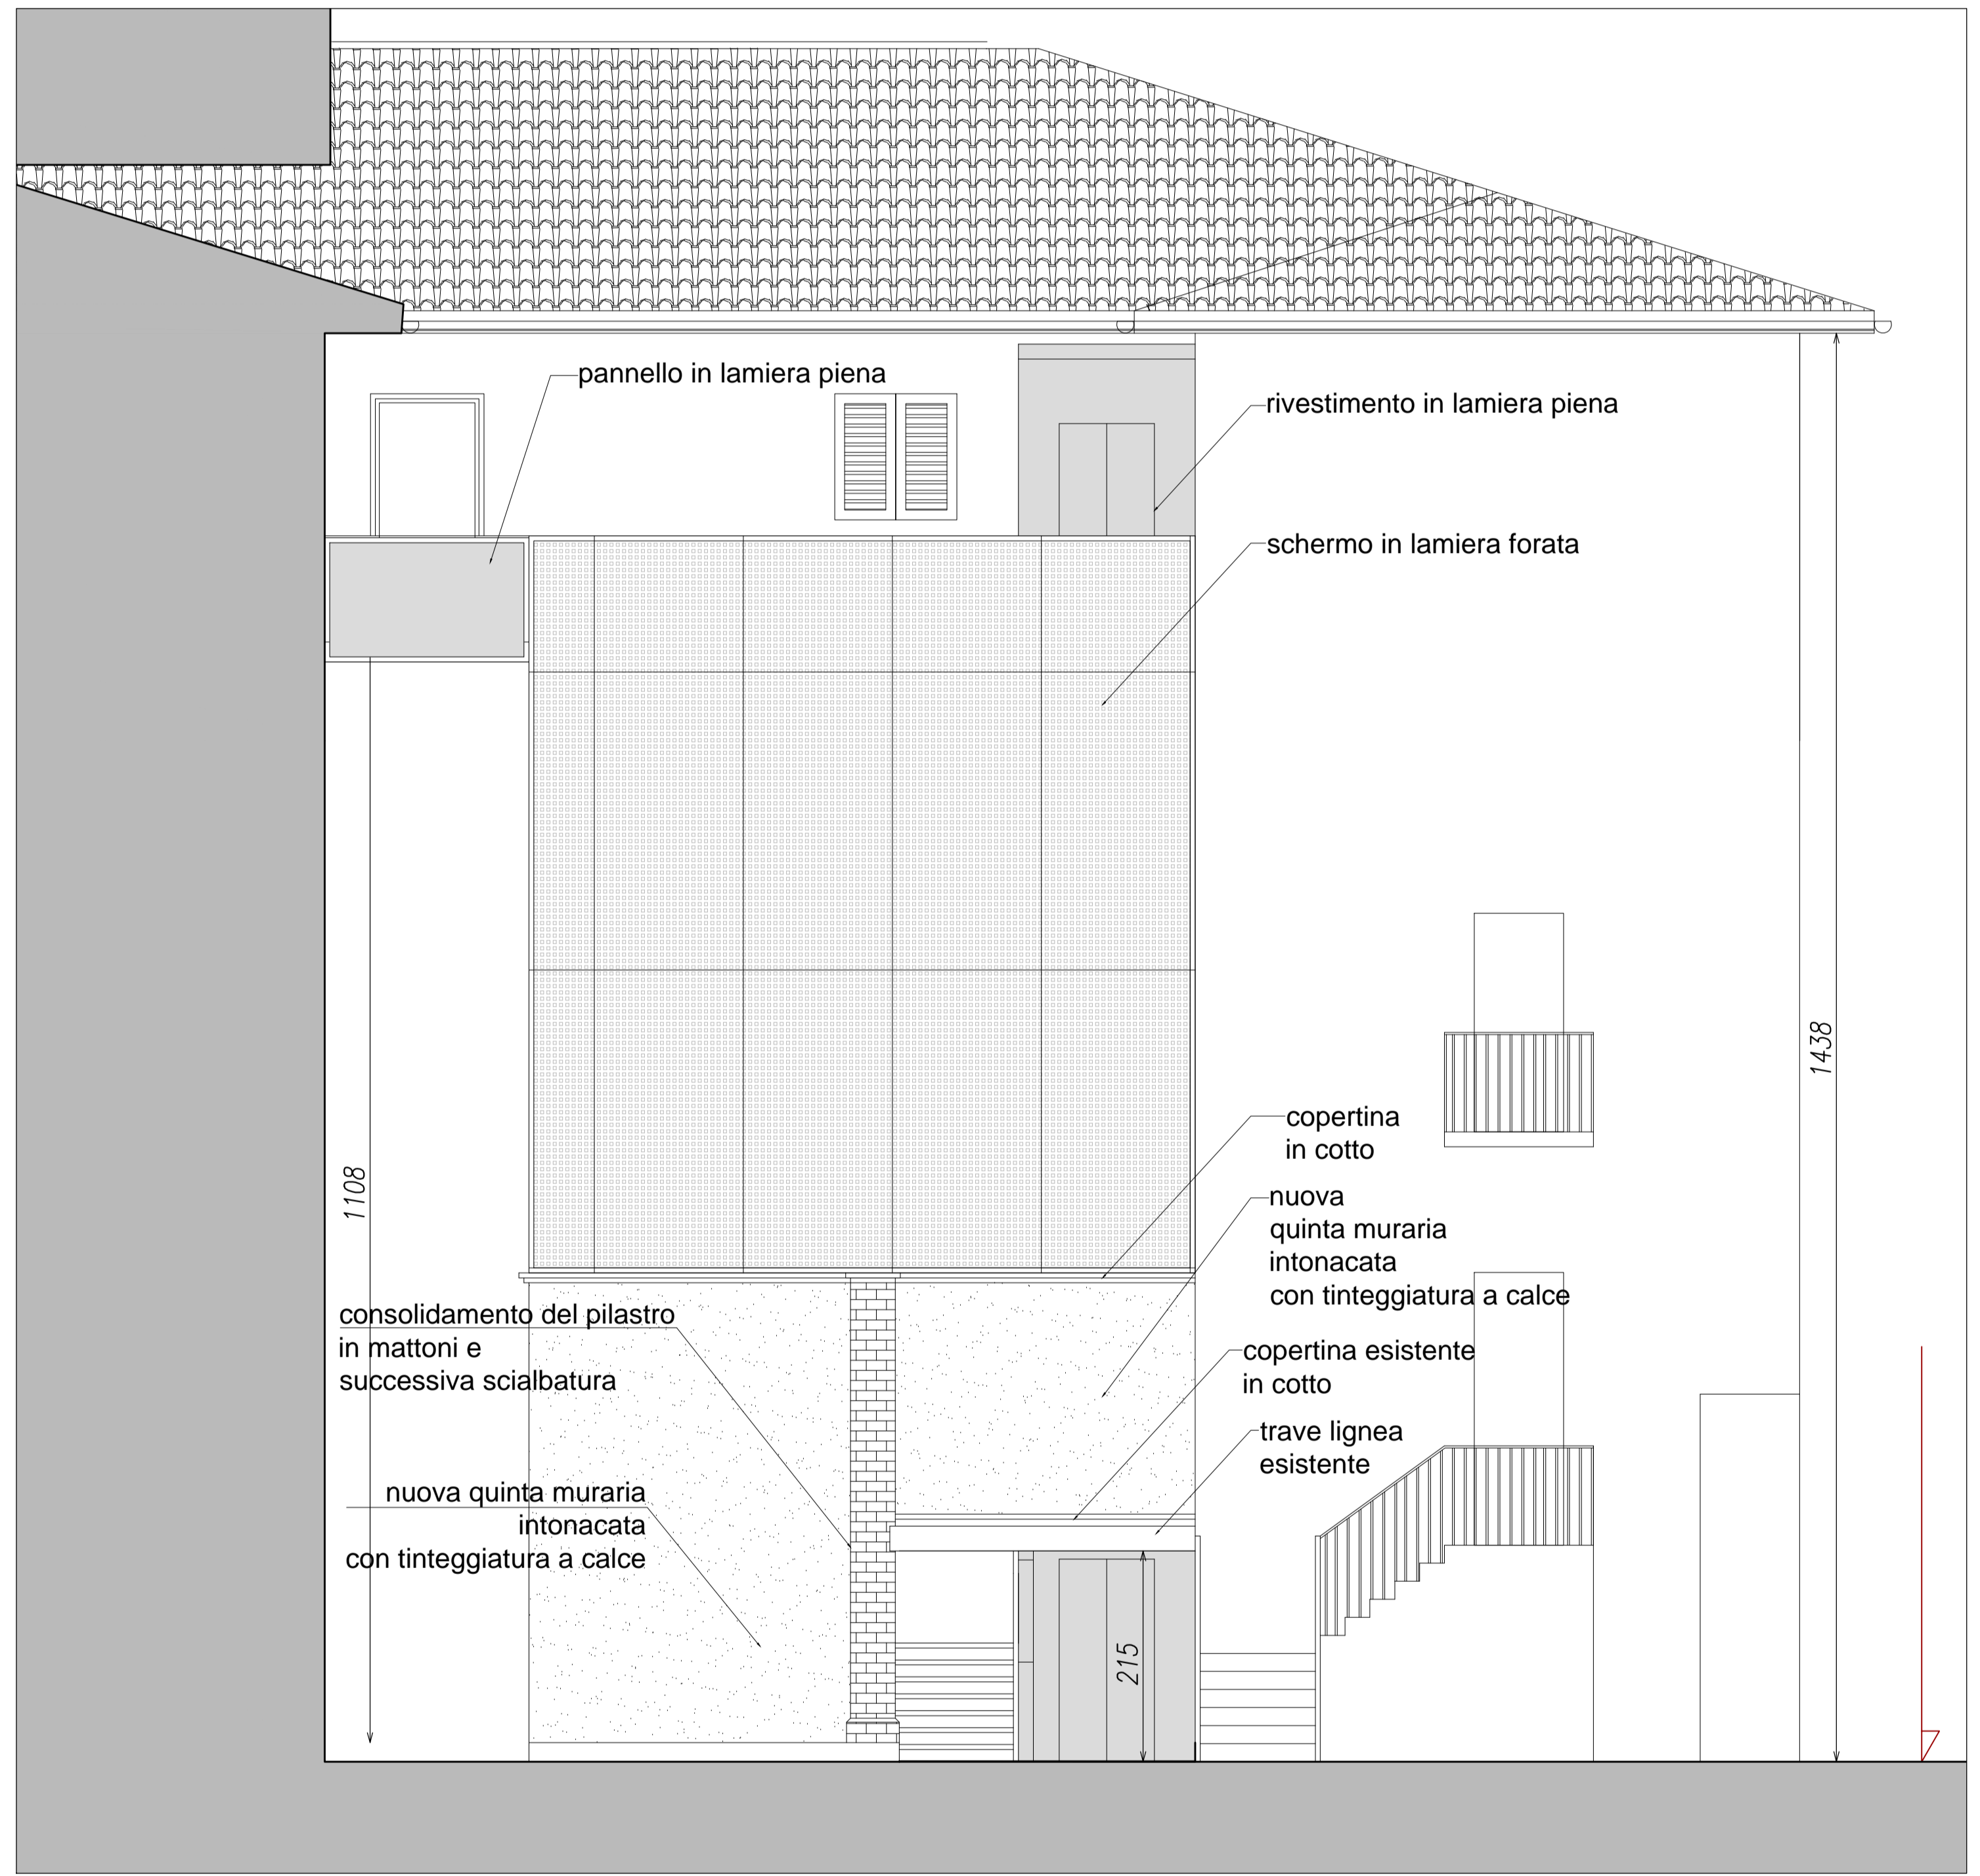 pannello in lamiera piena
rivestimento in lamiera piena
schermo in lamiera forata
1438
copertina
in cotto
1108
nuova
quinta muraria
intonacata
con tinteggiatura a calce
consolidamento del pilastro
in mattoni e
successiva scialbatura
copertina esistente
in cotto
trave lignea
esistente
nuova quinta muraria
intonacata
con tinteggiatura a calce
215